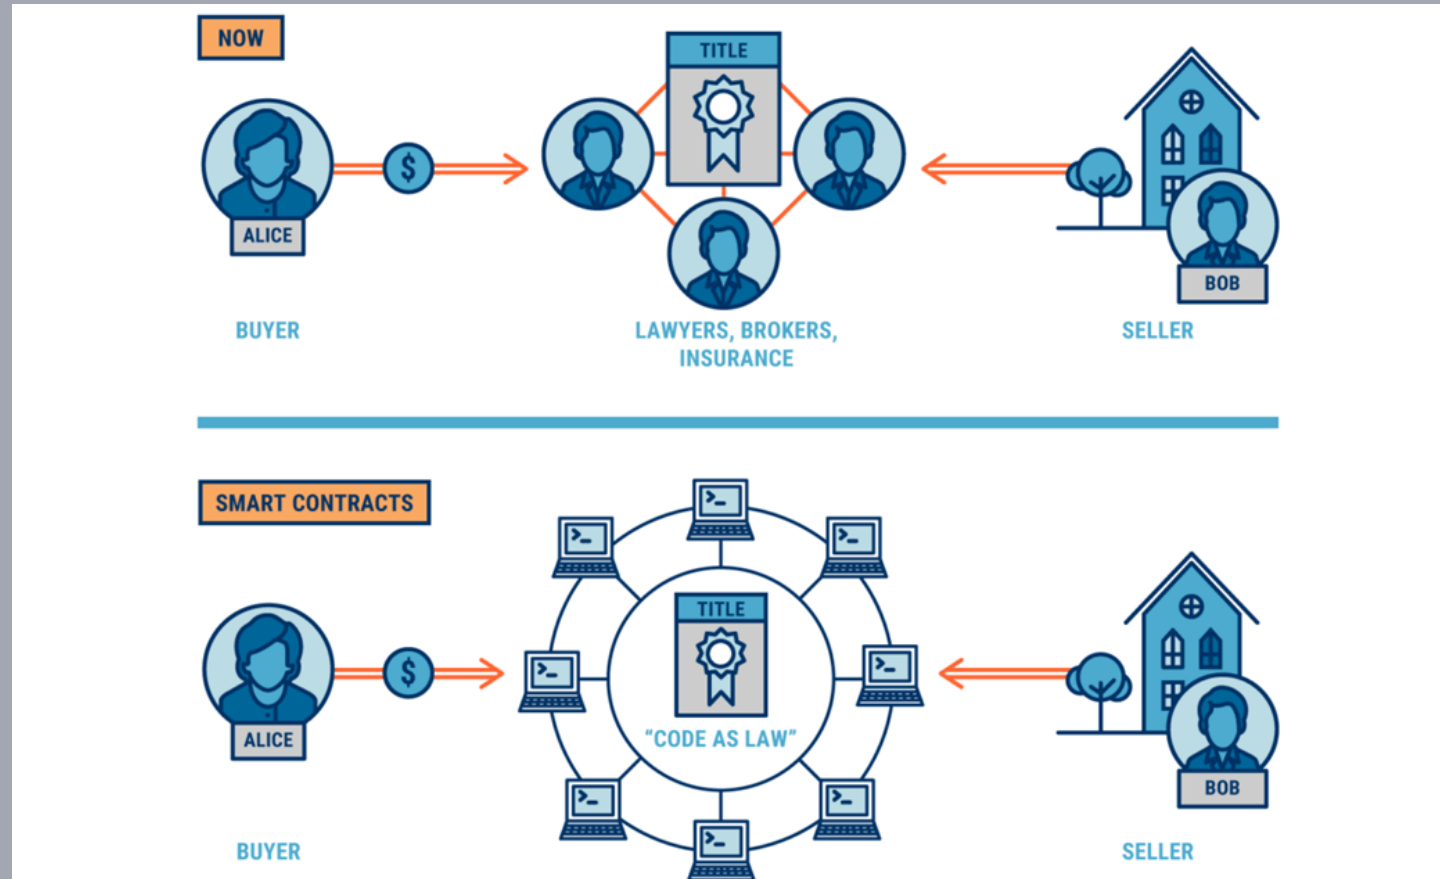 NOW
TITLE
$
ALICE
BOB
BUYER
LAWYERS, BROKERS,
INSURANCE
SELLER
SMART CONTRACTS
>_
>_
>_
TITLE
>_
>_
$
“CODE AS LAW”
ALICE
BOB
>_
>_
>_
BUYER
SELLER